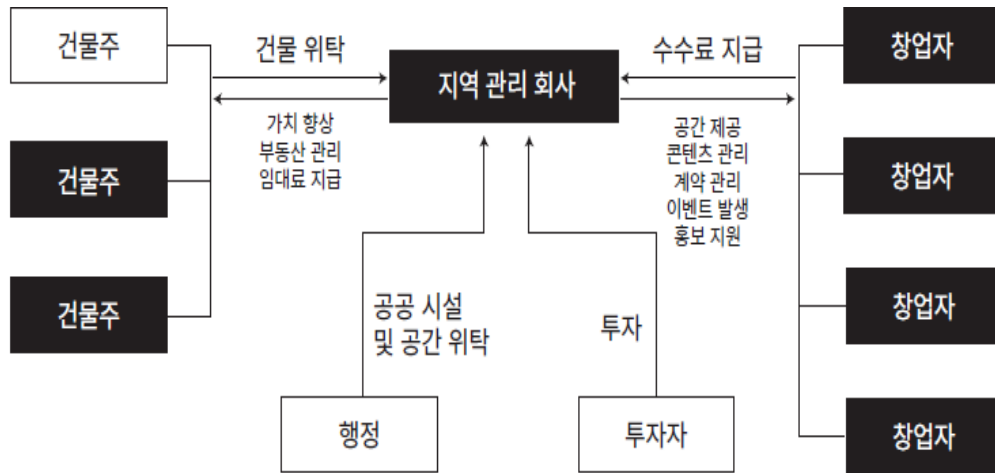 건물주
건물 위탁
수수료 지급
창업자
지역 관리 회사
가치 향상
부동산 관리
임대료 지급
공간 제공
콘텐츠 관리
계약 관리
이벤트 발생
홍보 지원
건물주
창업자
건물주
공공 시설
및 공간 위탁
투자
창업자
행정
투자자
창업자